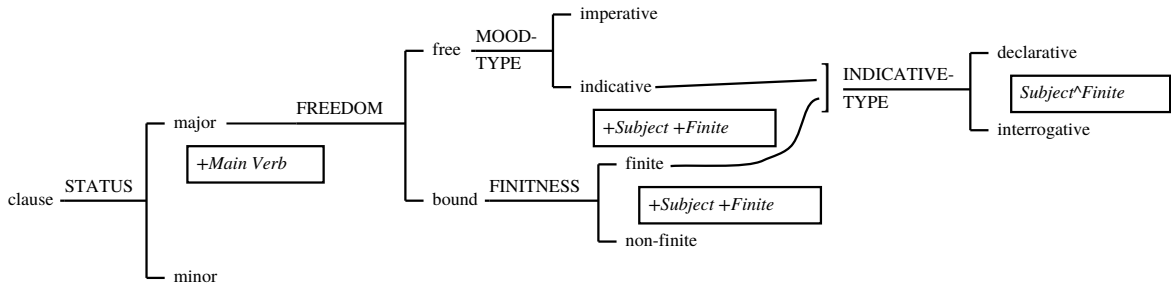 imperative
free
MOOD-
TYPE
indicative
+Subject +Finite
]
INDICATIVE-
TYPE
declarative
Subject^Finite
interrogative
FREEDOM
major
+Main Verb
clause
STATUS
bound
FINITNESS
finite
+Subject +Finite
non-finite
minor